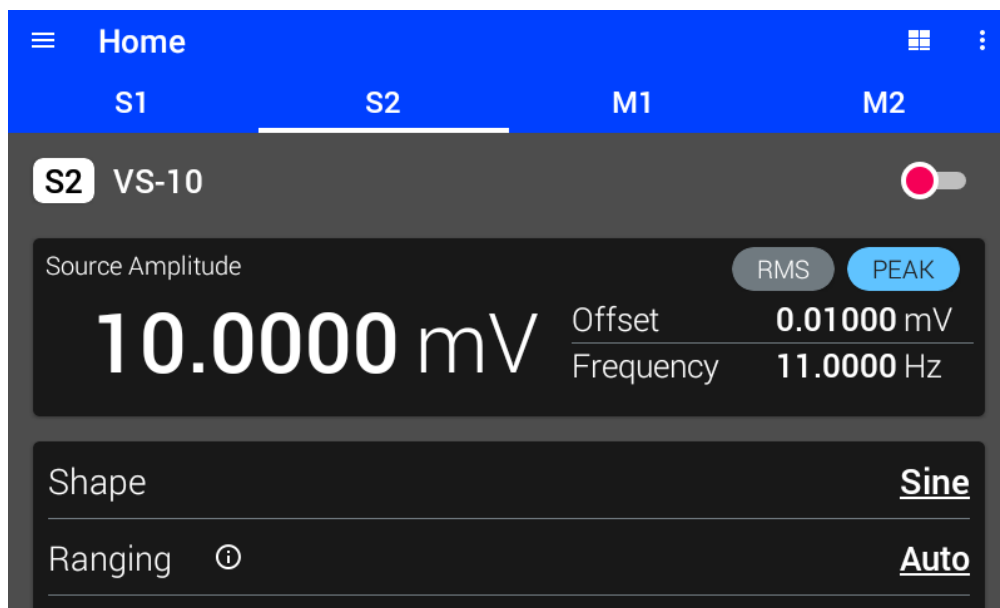 Home
S1 S2 M1 M2
S2 VS-10
Source Amplitude RMS PEAK
10.0000 mV
Offset 0.01000 mV
Frequency 11.0000 Hz
Shape Sine
Ranging Auto